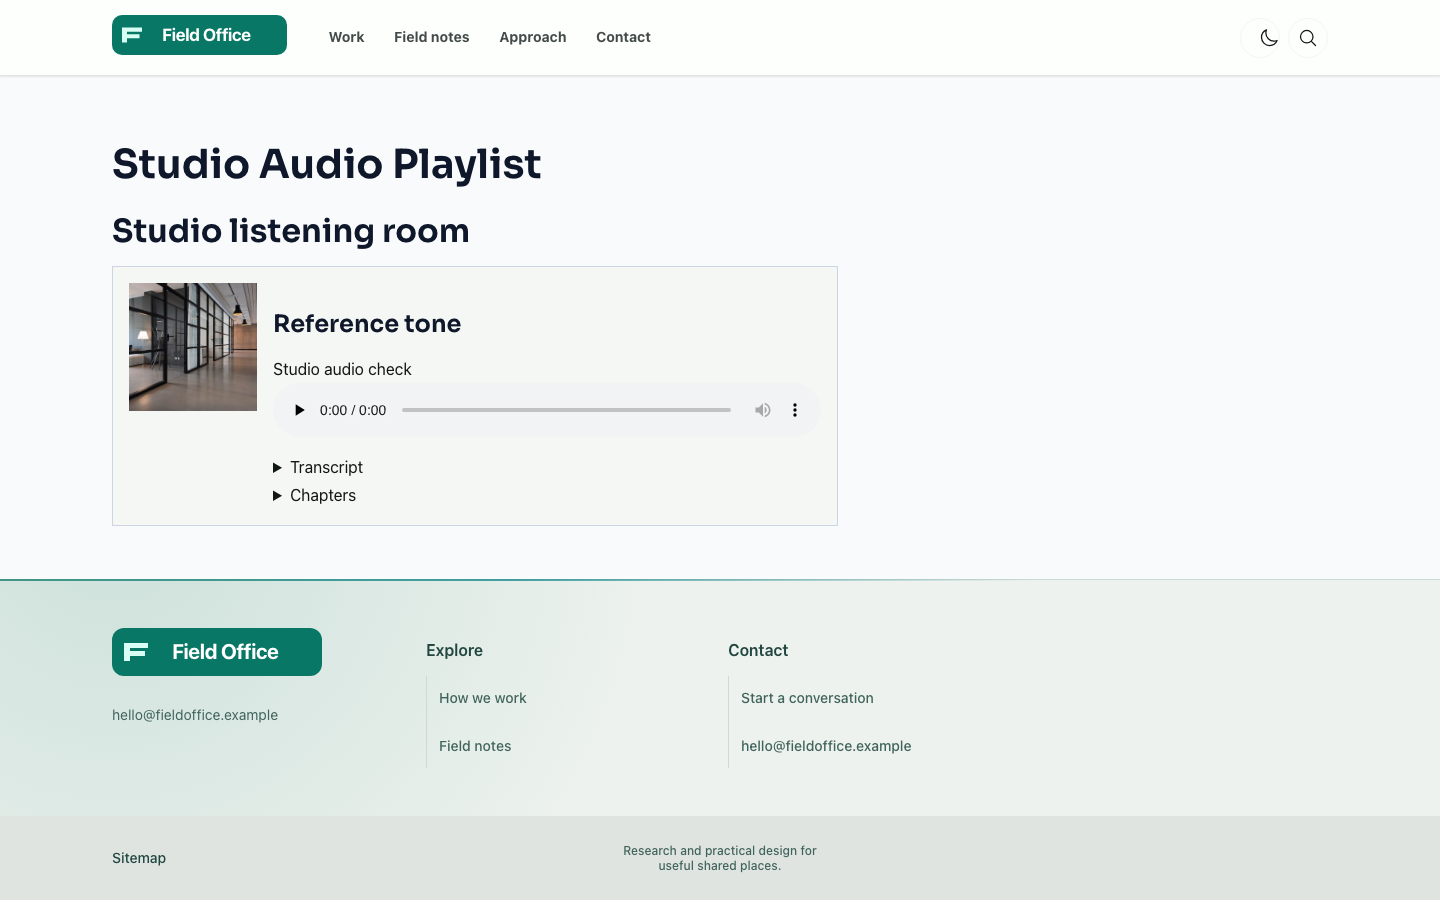 Field Office
Work
Field notes
Approach
Contact
Studio Audio Playlist
Studio listening room
Reference tone
Studio audio check
0:00 / 0:00
Transcript
Chapters
Field Office
hello@fieldoffice.example
Explore
How we work
Field notes
Contact
Start a conversation
hello@fieldoffice.example
Sitemap
Research and practical design for
useful shared places.